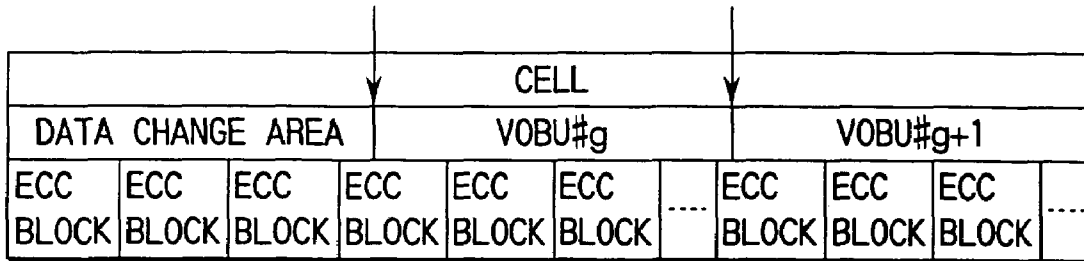 CELL
DATA CHANGE AREA VOBU#g VOBU#g+1
ECC ECC ECC ECC ECC ECC ECC ECC ECC
BLOCK BLOCK BLOCK BLOCK BLOCK BLOCK ----- BLOCK BLOCK BLOCK -----